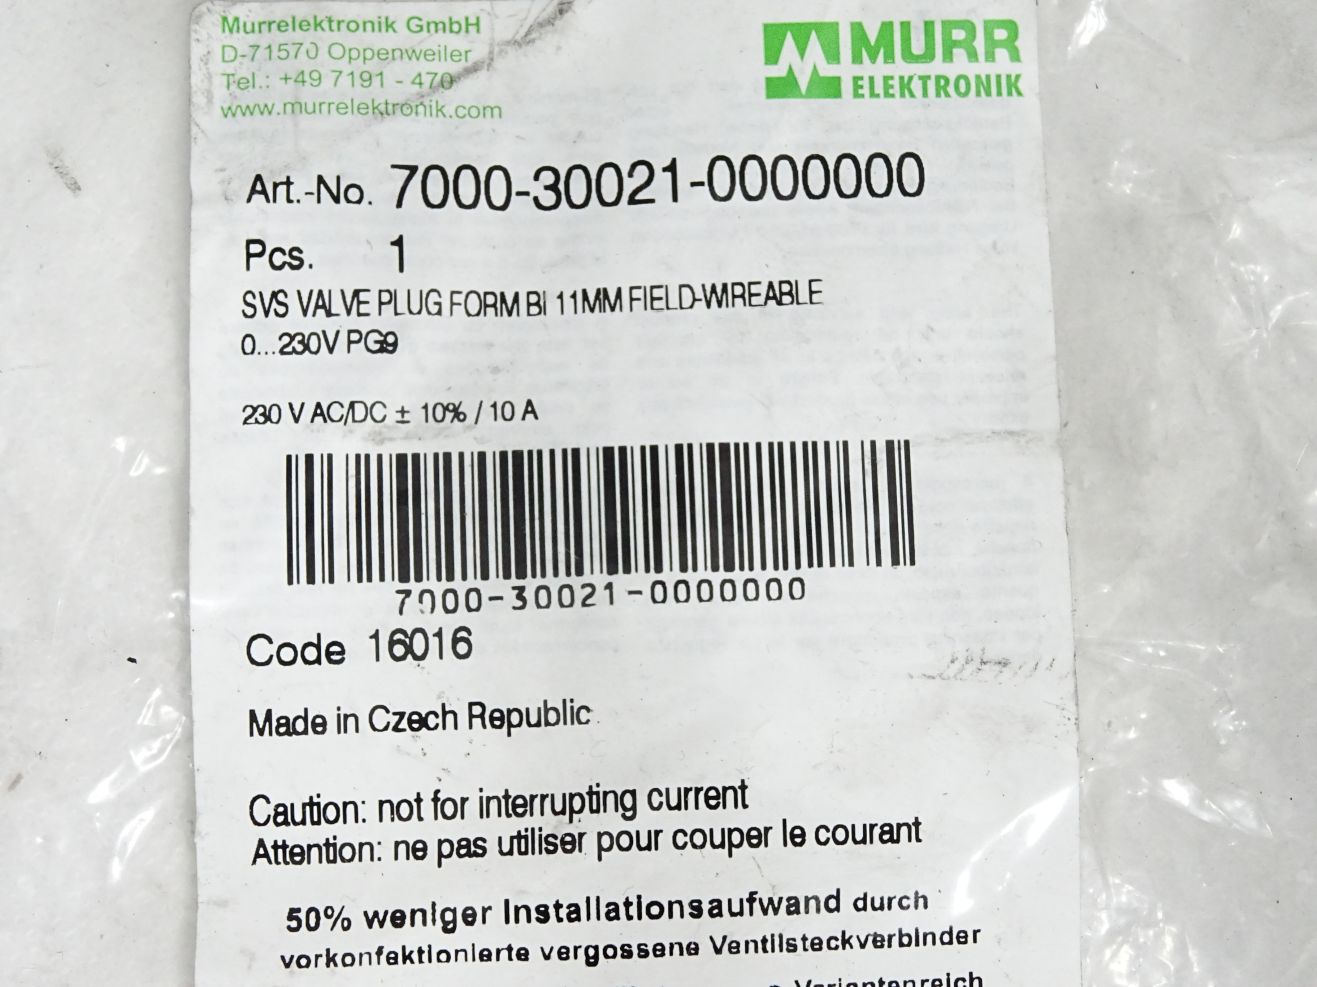 Murrelektronik GmbH
D-71570 Oppenweiler
Tel.: +49 7191 - 470
www.murrelektronik.com
MURR
ELEKTRONIK
Art.-No. 7000-30021-0000000
Pcs. 1
SVS VALVE PLUG FORM BI 11MM FIELD-WIREABLE
0...230V PG9
230 V AC/DC ± 10% / 10 A
7000-30021-0000000
Code 16016
Made in Czech Republic
Caution: not for interrupting current
Attention: ne pas utiliser pour couper le courant
50% weniger Installationsaufwand durch
vorkonfektionierte vergossene Ventilsteckverbinder
Variantenreich